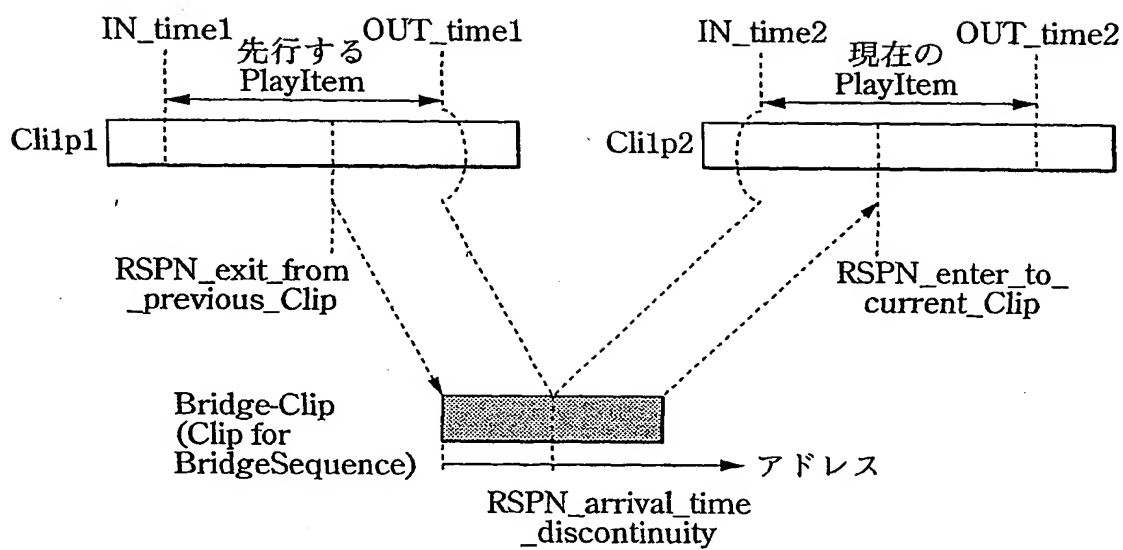 IN_time1
先行する
PlayItem
OUT_time1
IN_time2
現在の
PlayItem
OUT_time2
Cli1p1
Cli1p2
RSPN_exit_from
_previous_Clip
RSPN_enter_to_
current_Clip
Bridge-Clip
(Clip for
BridgeSequence)
アドレス
RSPN_arrival_time
_discontinuity